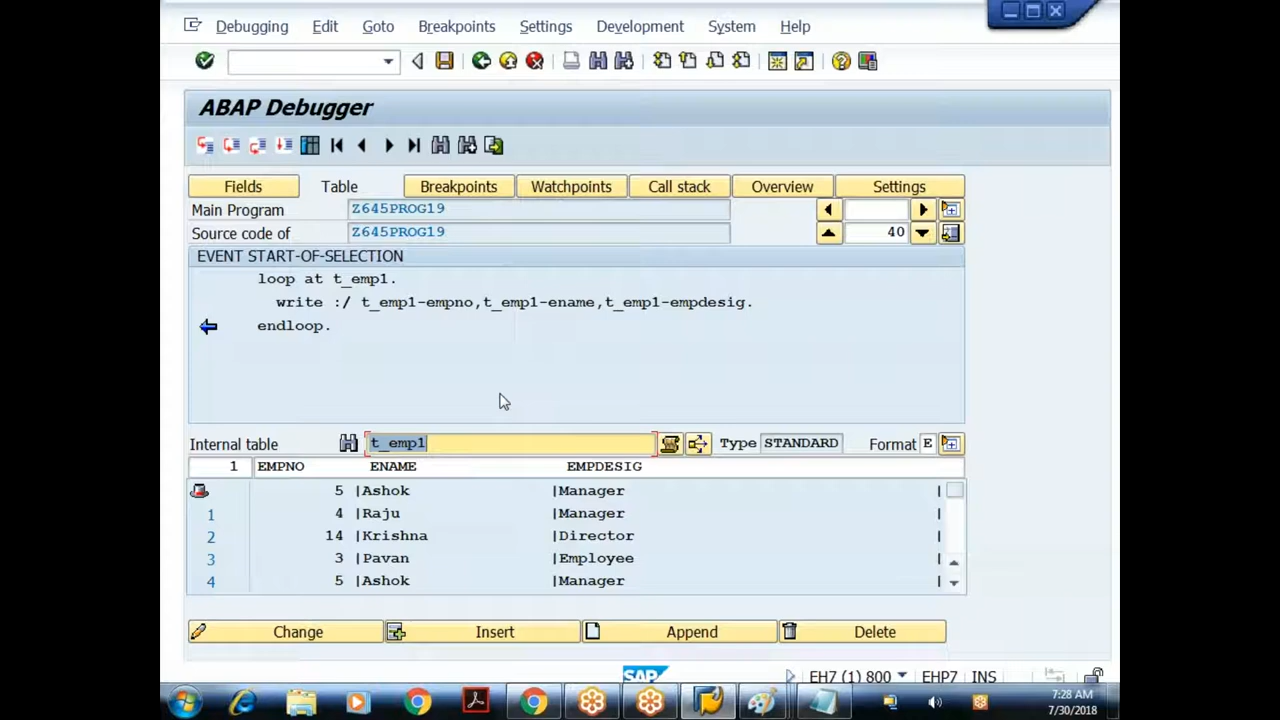 Debugging Edit Goto Breakpoints Settings Development System Help
ABAP Debugger
Fields Table Breakpoints Watchpoints Call stack Overview Settings
Main Program Z645PROG19
Source code of Z645PROG19 40
EVENT START-OF-SELECTION
loop at t_emp1.
write :/ t_emp1-empno,t_emp1-ename,t_emp1-empdesig.
endloop.
Internal table t_emp1 Type STANDARD Format E
1 EMPNO ENAME EMPDESIG
5 |Ashok |Manager |
1 4 |Raju |Manager |
2 14 |Krishna |Director |
3 3 |Pavan |Employee |
4 5 |Ashok |Manager |
Change Insert Append Delete
SAP EH7 (1) 800 EHP7 INS
7:28 AM
7/30/2018